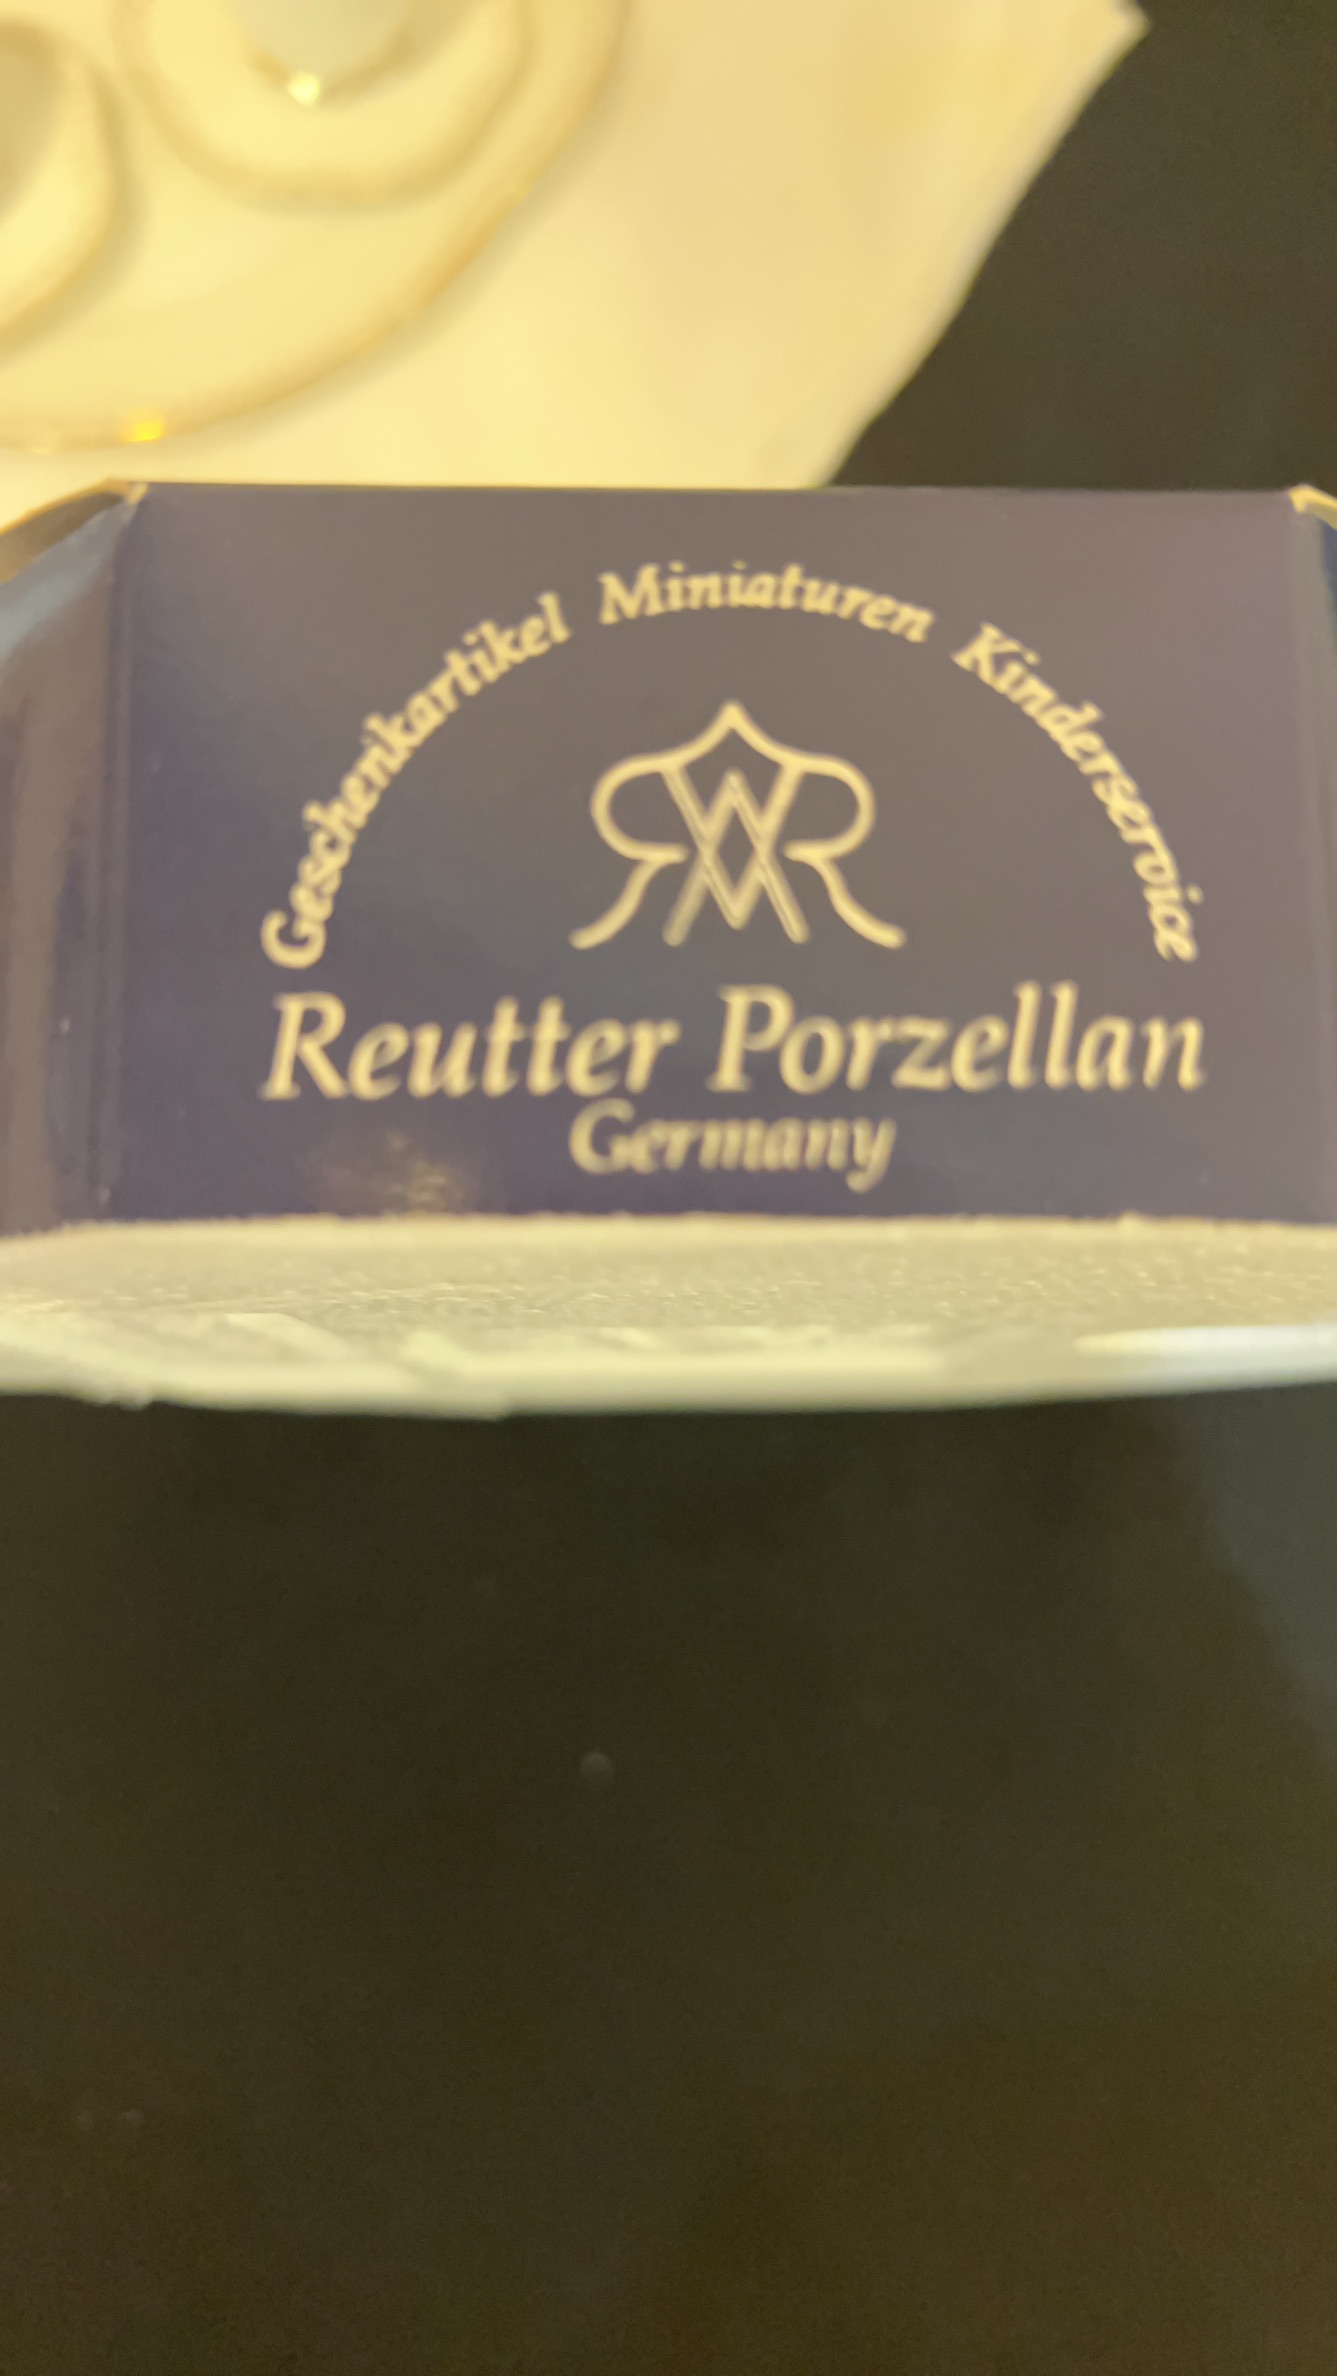 Geschenkartikel Miniaturen Kinderservice
Reutter Porzellan
Germany